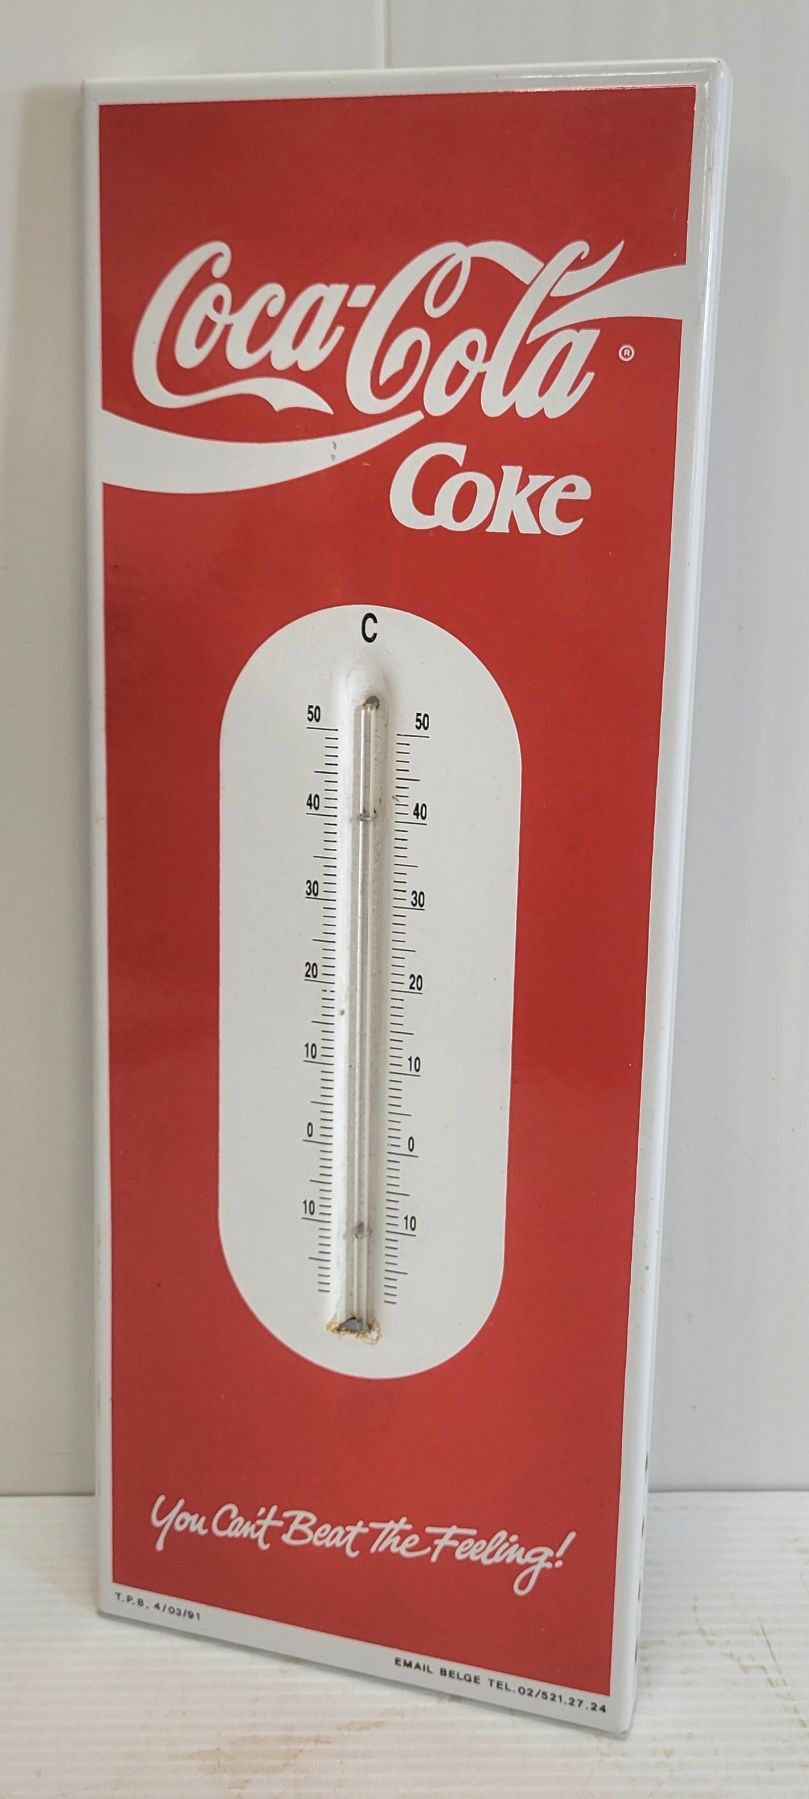 Coca-Cola ®
Coke
C
50 50
40 40
30 30
20 20
10 10
0 0
10 10
You Can't Beat The Feeling!
T.P.B. 4/03/91
EMAIL BELGE TEL.02/521.27.24